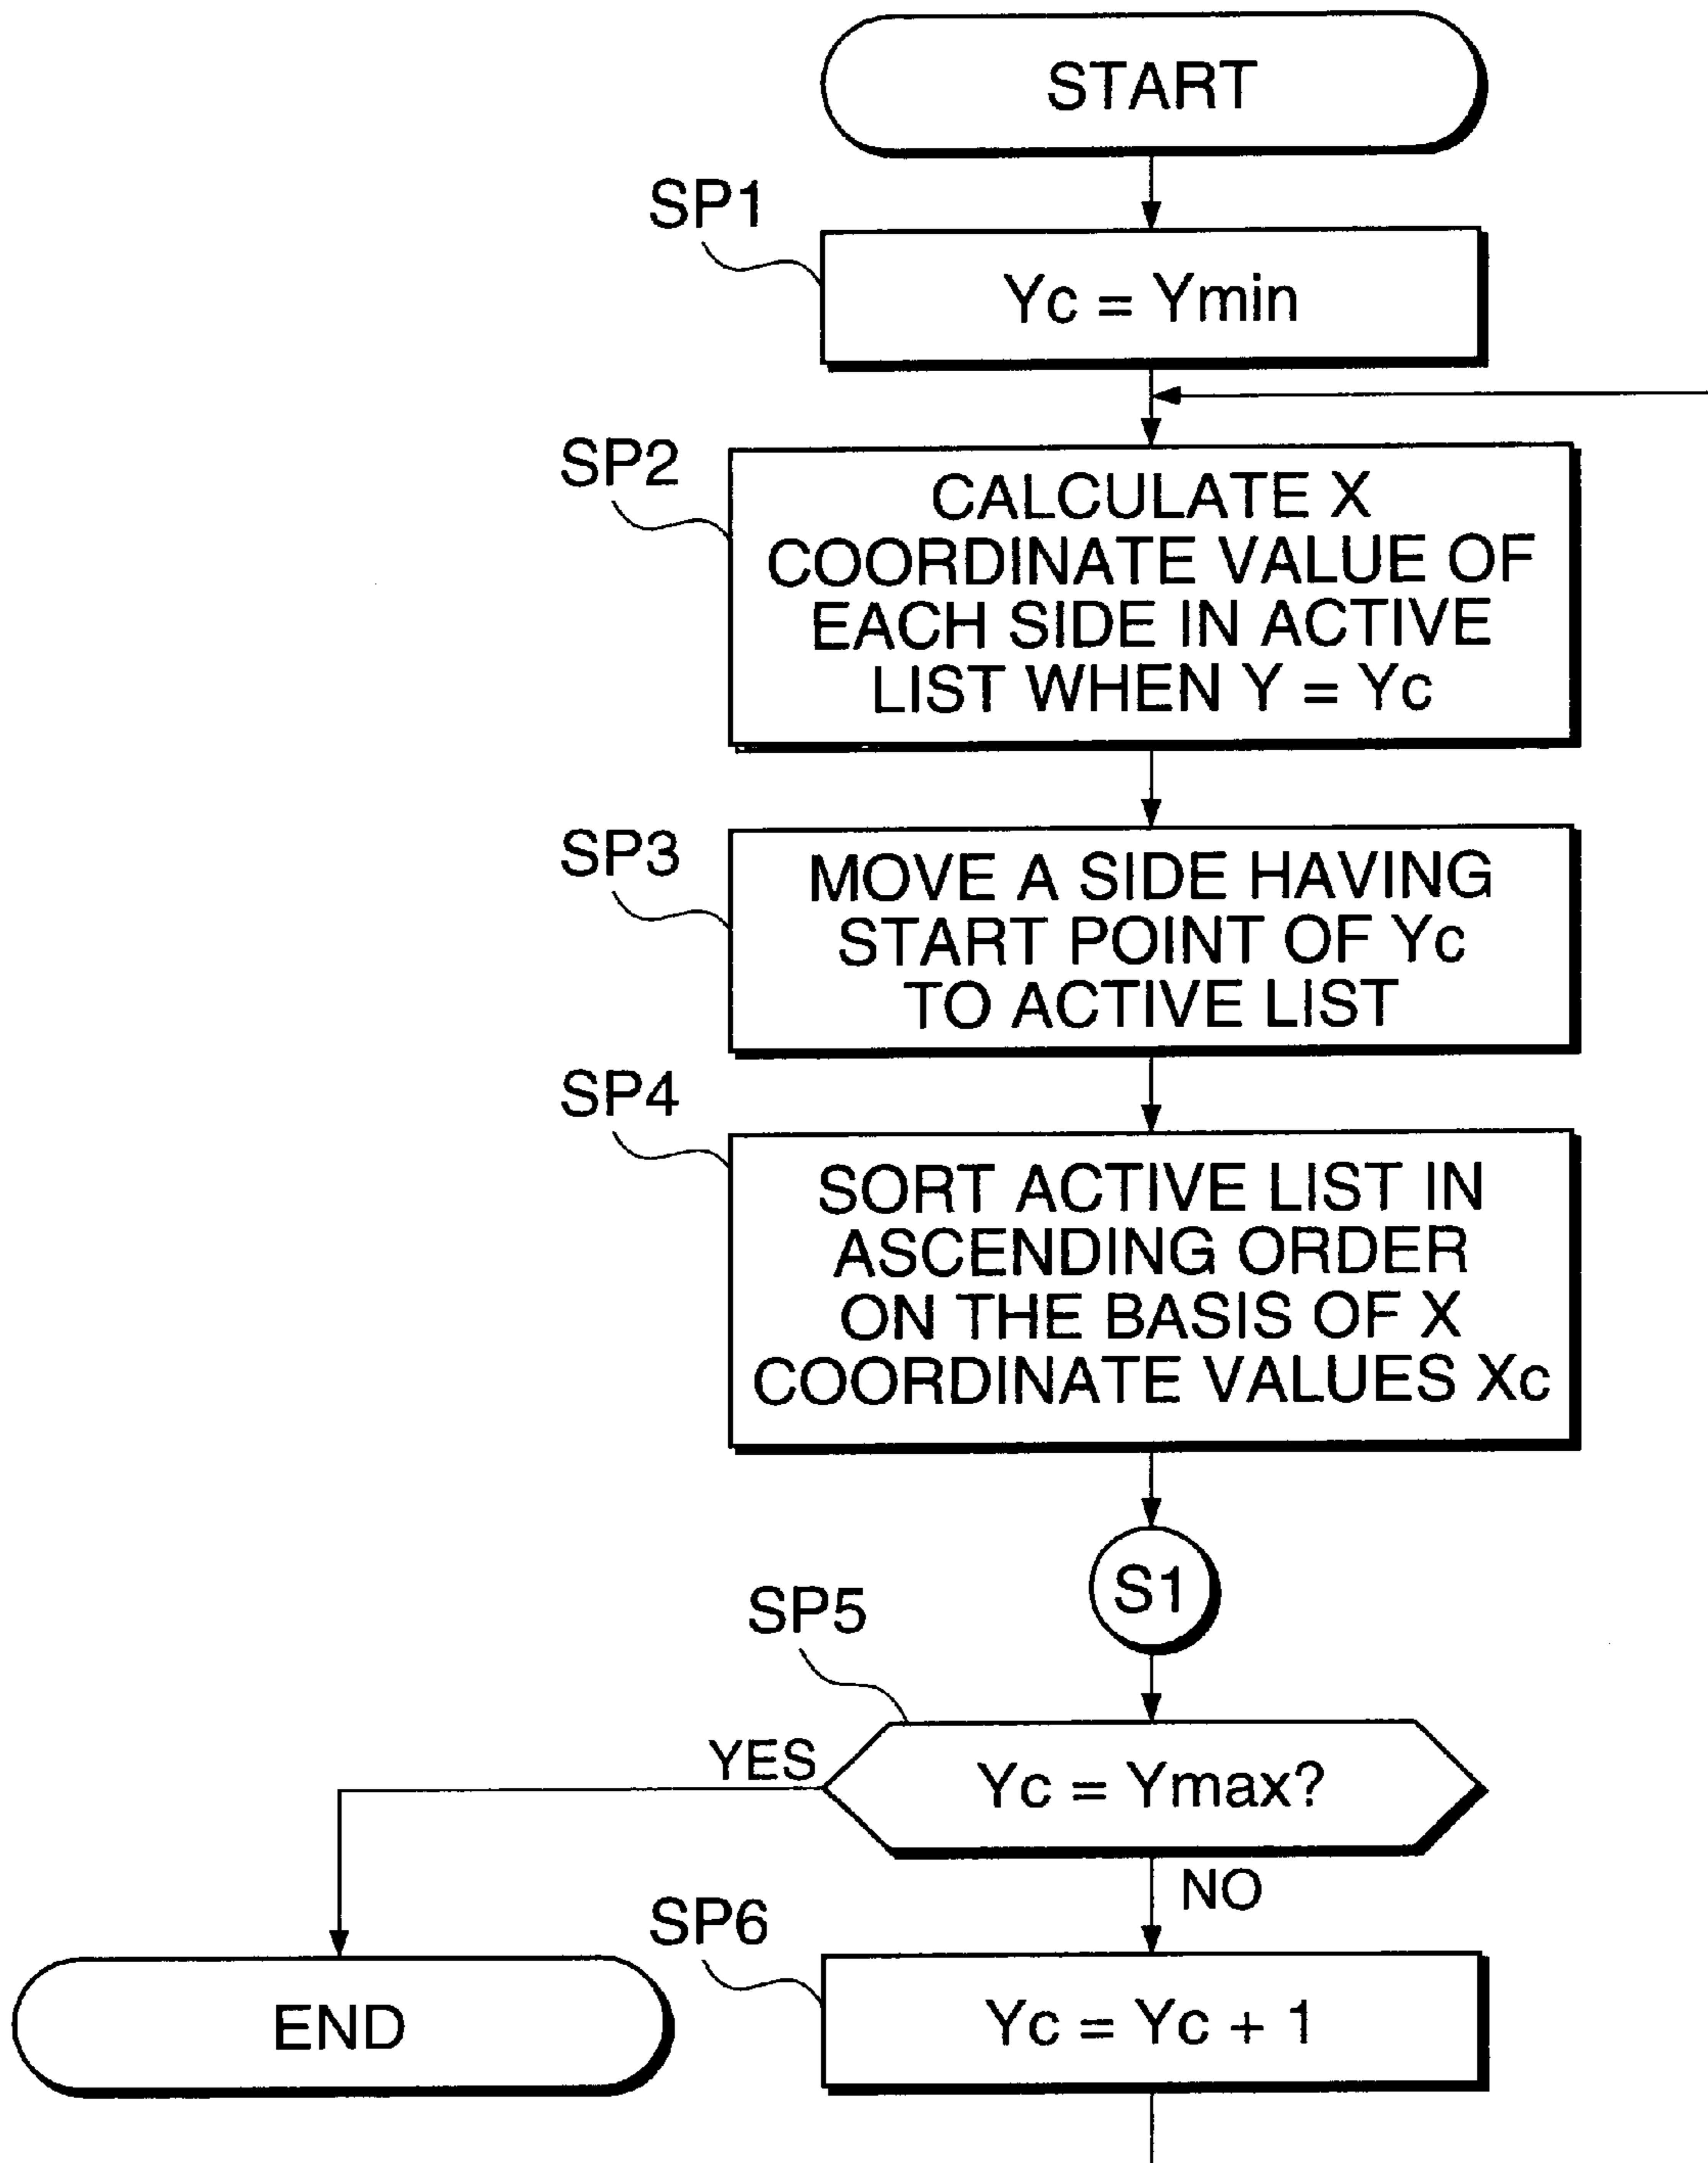 START
SP1
Yc = Ymin
SP2
CALCULATE X
COORDINATE VALUE OF
EACH SIDE IN ACTIVE
LIST WHEN Y = Yc
SP3
MOVE A SIDE HAVING
START POINT OF Yc
TO ACTIVE LIST
SP4
SORT ACTIVE LIST IN
ASCENDING ORDER
ON THE BASIS OF X
COORDINATE VALUES Xc
S1
SP5
YES
Yc = Ymax?
NO
SP6
END
Yc = Yc + 1